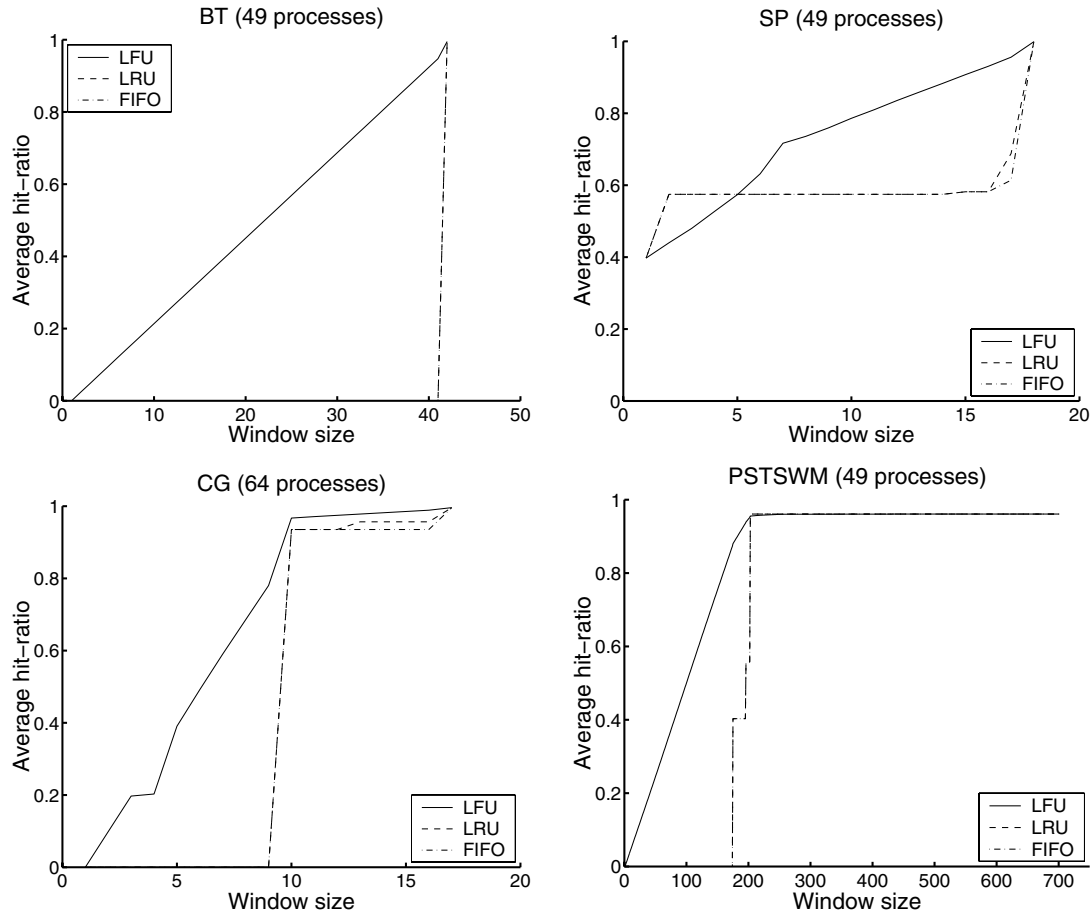 BT (49 processes)
Average hit-ratio
1
0.8
0.6
0.4
0.2
0
LFU
LRU
FIFO
0 10 20 30 40 50
Window size
SP (49 processes)
Average hit-ratio
1
0.8
0.6
0.4
0.2
0
LFU
LRU
FIFO
0 5 10 15 20
Window size
CG (64 processes)
Average hit-ratio
1
0.8
0.6
0.4
0.2
0
LFU
LRU
FIFO
0 5 10 15 20
Window size
PSTSWM (49 processes)
Average hit-ratio
1
0.8
0.6
0.4
0.2
0
LFU
LRU
FIFO
0 100 200 300 400 500 600 700
Window size